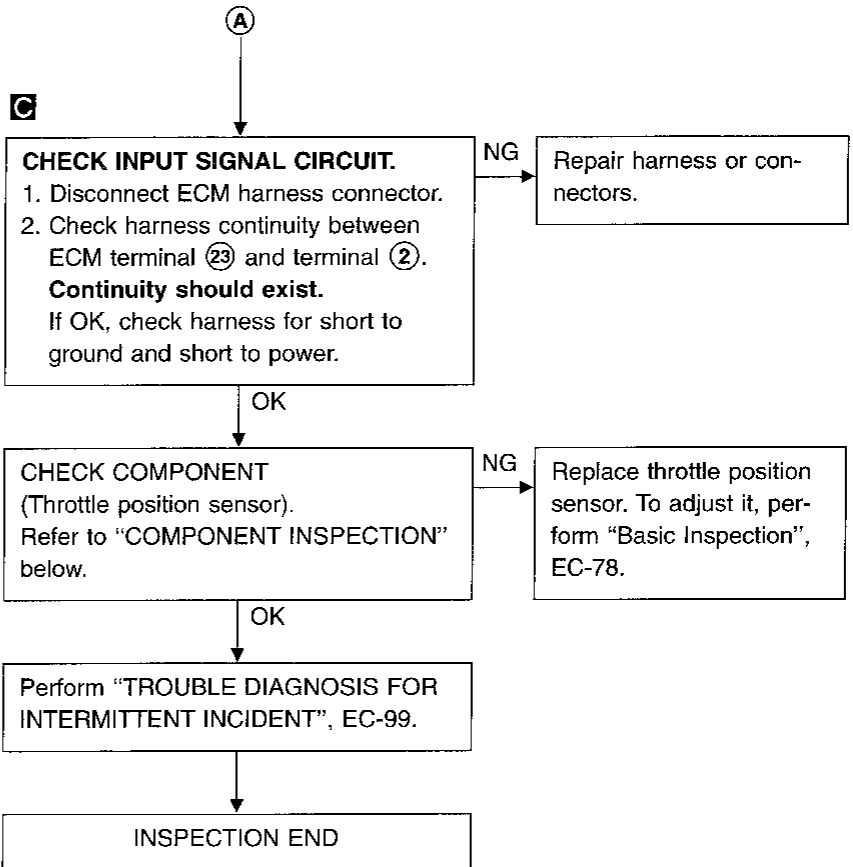 A
C
CHECK INPUT SIGNAL CIRCUIT.
1. Disconnect ECM harness connector.
2. Check harness continuity between
ECM terminal 23 and terminal 2.
Continuity should exist.
If OK, check harness for short to
ground and short to power.
NG
Repair harness or con-
nectors.
OK
CHECK COMPONENT
(Throttle position sensor).
Refer to “COMPONENT INSPECTION”
below.
NG
Replace throttle position
sensor. To adjust it, per-
form “Basic Inspection”,
EC-78.
OK
Perform “TROUBLE DIAGNOSIS FOR
INTERMITTENT INCIDENT”, EC-99.
INSPECTION END